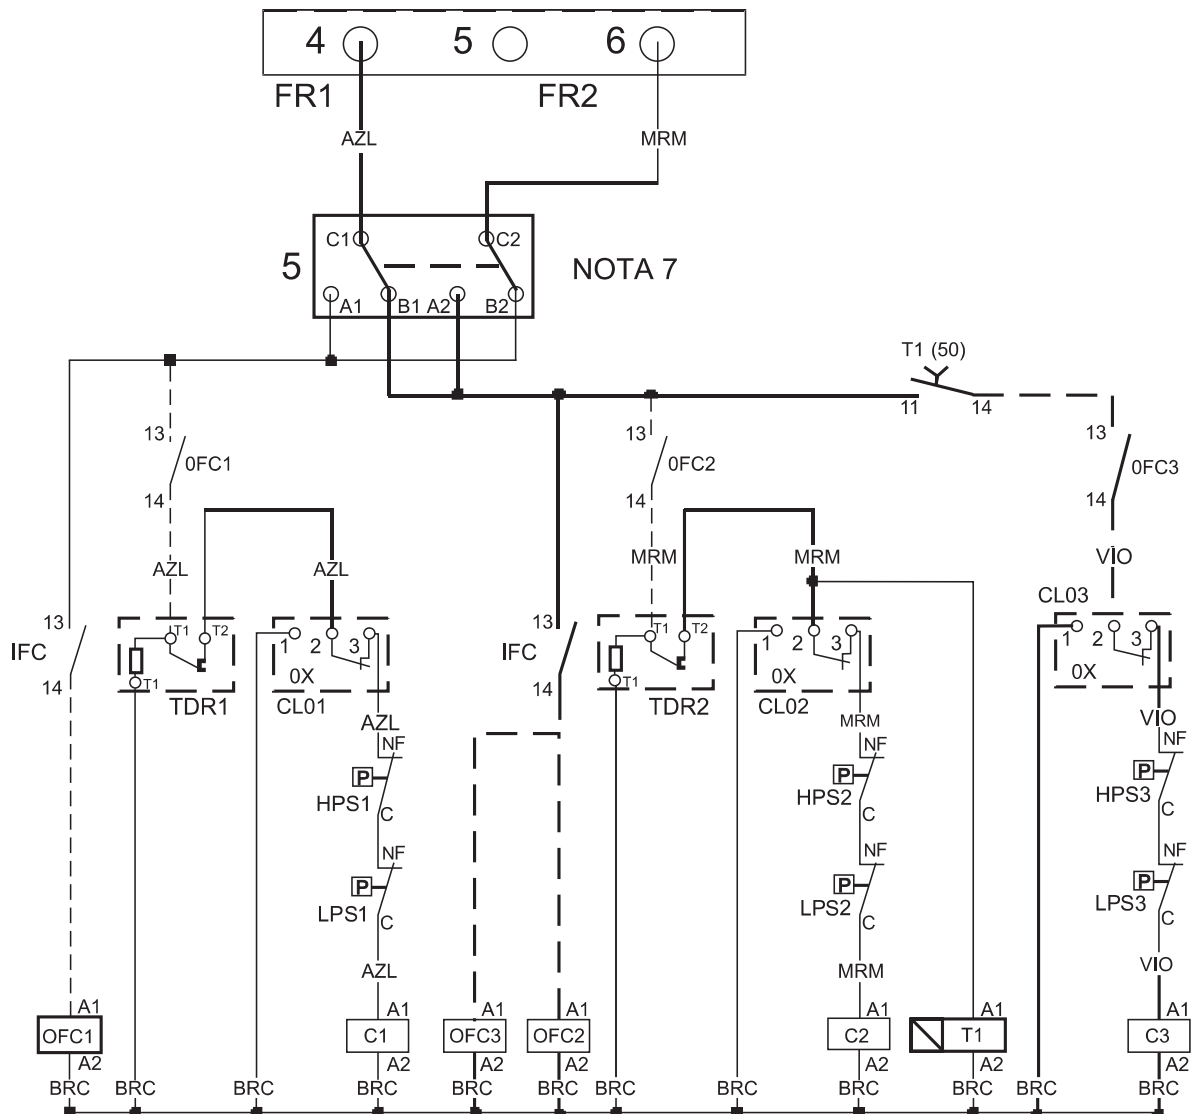 4 5 6
FR1 FR2
AZL MRM
C1 C2
5 NOTA 7
A1 B1 A2 B2
T1 (50)
11 14
13 13 13
0FC1 0FC2 0FC3
14 14 14
AZL AZL MRM MRM VIO
CL03
13 T1 T2 1 2 3 13 T1 T2 1 2 3 1 2 3
IFC 0X IFC 0X 0X
14 T1 14 T1
TDR1 CL01 TDR2 CL02
AZL MRM VIO
NF NF NF
P P P
HPS1 HPS2 HPS3
C C C
NF NF NF
P P P
LPS1 LPS2 LPS3
C C C
AZL MRM VIO
A1 A1 A1 A1 A1 A1 A1
OFC1 C1 OFC3 OFC2 C2 T1 C3
A2 A2 A2 A2 A2 A2 A2
BRC BRC BRC BRC BRC BRC BRC BRC BRC BRC BRC BRC